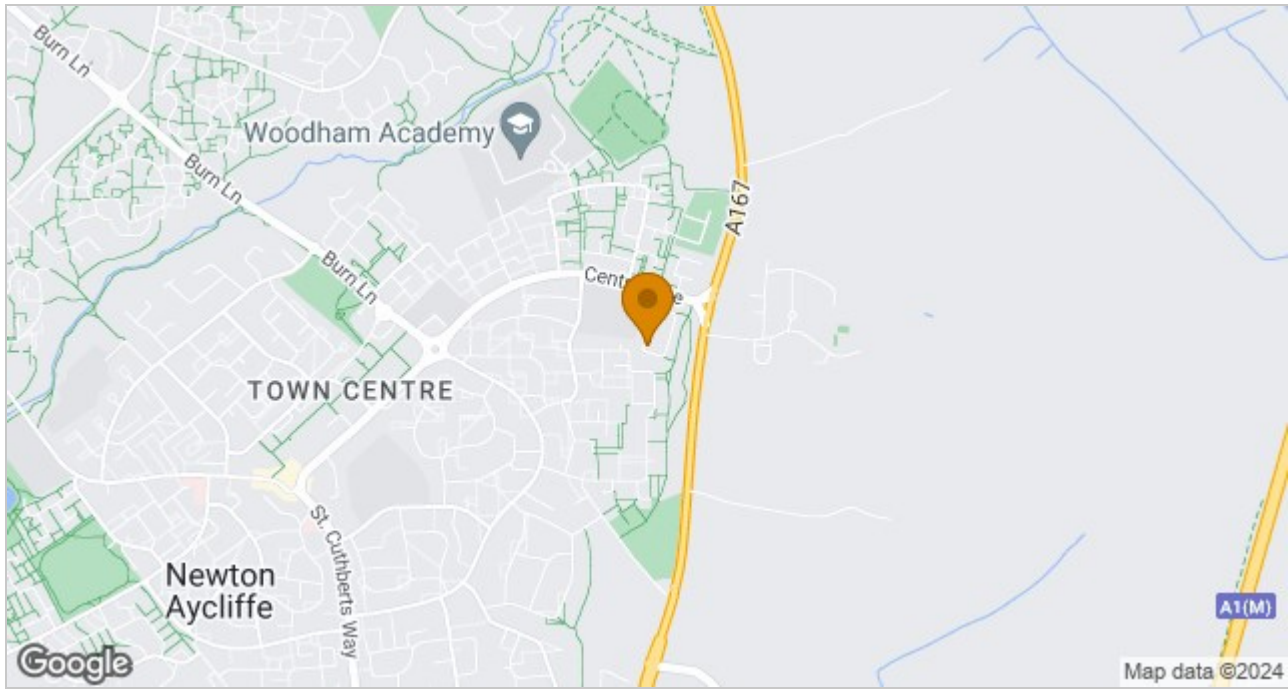 Burn Ln
Woodham Academy
Burn Ln
A167
Burn Ln
TOWN CENTRE
St. Cuthberts Way
Newton
Aycliffe
A1(M)
Google
Map data ©2024